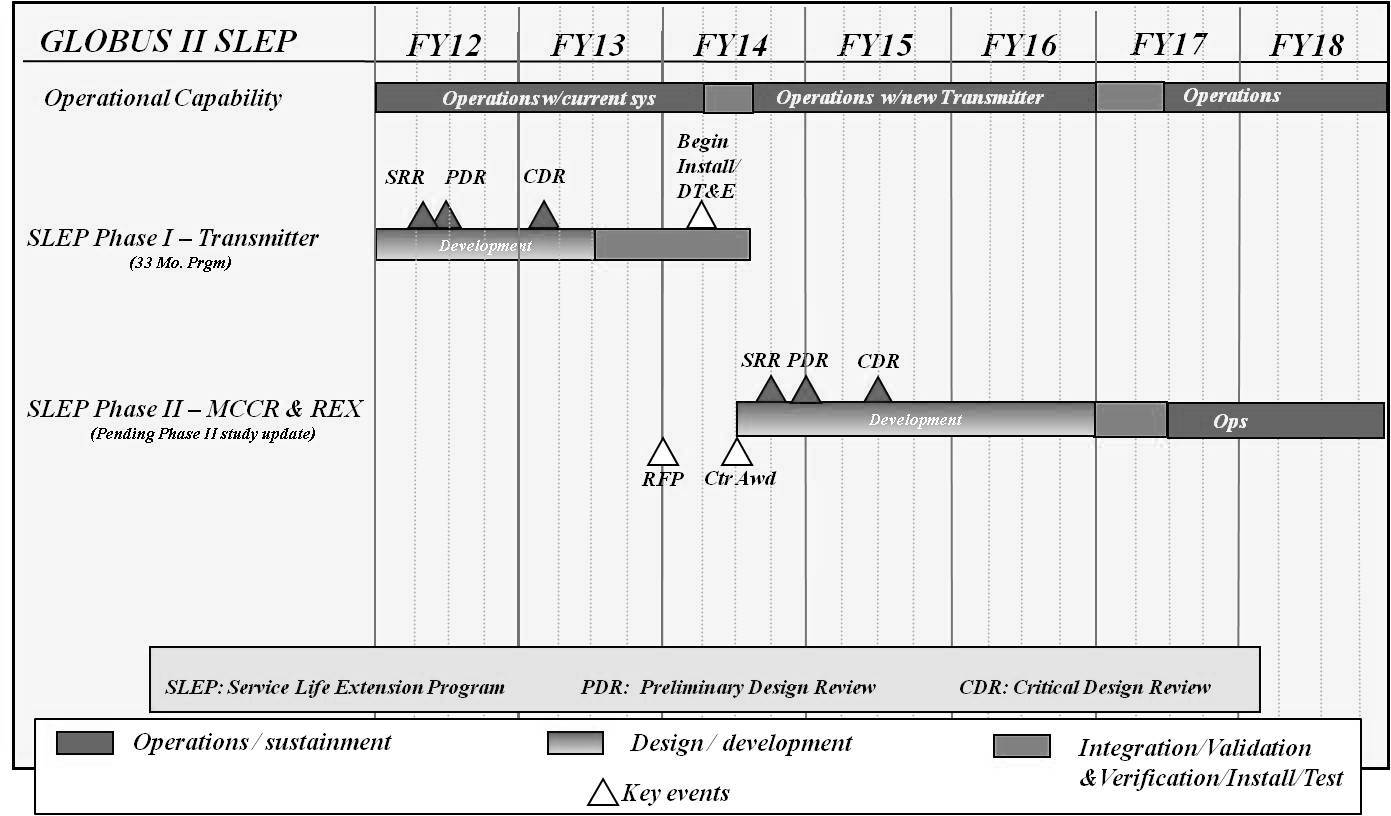 GLOBUS II SLEP
FY12 FY13 FY14 FY15 FY16 FY17 FY18
Operational Capability
Operations w/current sys
Operations w/new Transmitter
Operations
Begin
Install/
DT&E
SRR PDR CDR
SLEP Phase I – Transmitter
(33 Mo. Prgm)
Development
SRR PDR CDR
SLEP Phase II – MCCR & REX
(Pending Phase II study update)
Development
Ops
RFP Ctr Awd
SLEP: Service Life Extension Program PDR: Preliminary Design Review CDR: Critical Design Review
Operations / sustainment
Design / development
Integration/Validation
&Verification/Install/Test
Key events